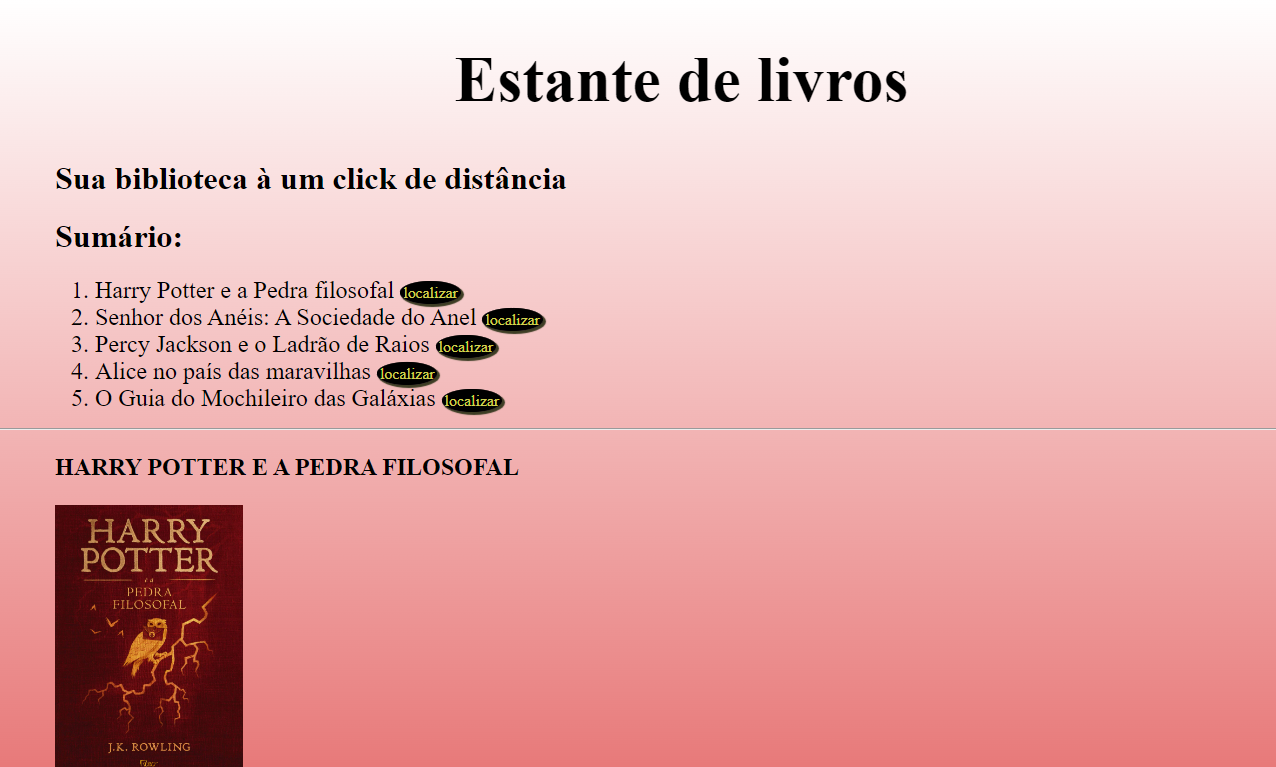 Estante de livros
Sua biblioteca à um click de distância
Sumário:
1. Harry Potter e a Pedra filosofal localizar
2. Senhor dos Anéis: A Sociedade do Anel localizar
3. Percy Jackson e o Ladrão de Raios localizar
4. Alice no país das maravilhas localizar
5. O Guia do Mochileiro das Galáxias localizar
HARRY POTTER E A PEDRA FILOSOFAL
HARRY
POTTER
e a
PEDRA
FILOSOFAL
J.K. ROWLING